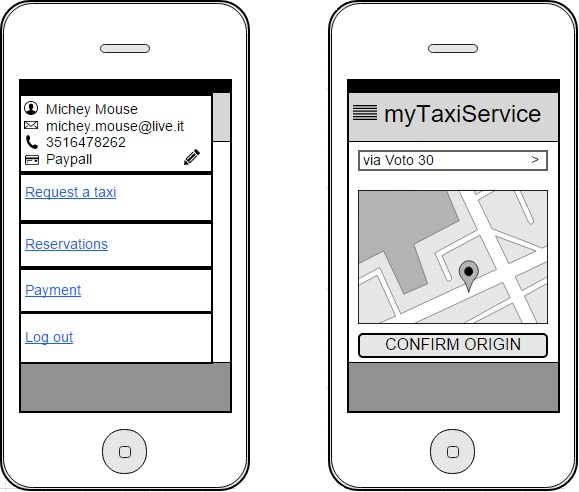 Michey Mouse
michey.mouse@live.it
3516478262
Paypall
Request a taxi
Reservations
Payment
Log out
myTaxiService
via Voto 30 >
CONFIRM ORIGIN